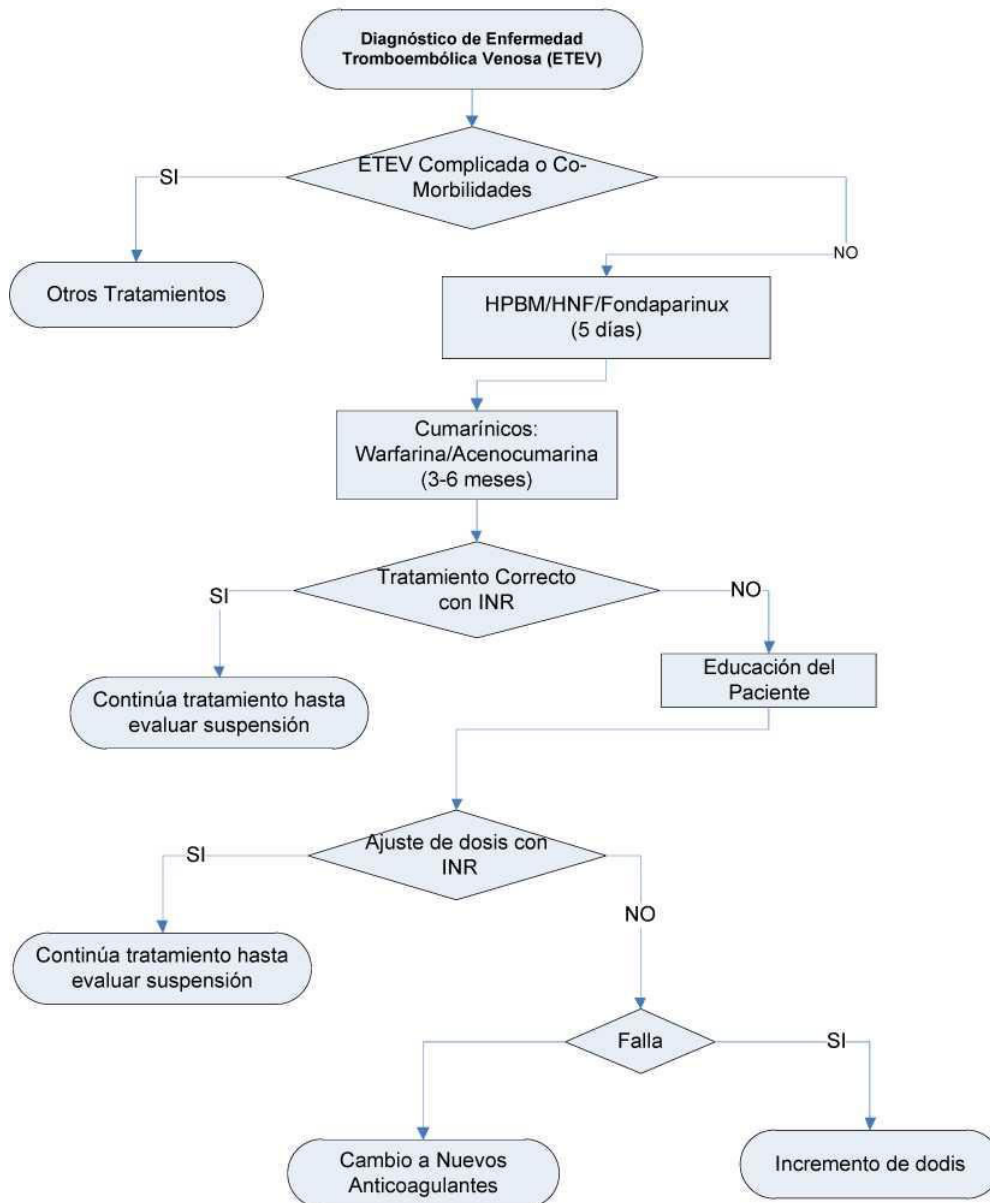 Diagnóstico de Enfermedad
Tromboembólica Venosa (ETEV)
ETEV Complicada o Co-
Morbilidades
SI
NO
Otros Tratamientos
HPBM/HNF/Fondaparinux
(5 días)
Cumarínicos:
Warfarina/Acenocumarina
(3-6 meses)
Tratamiento Correcto
con INR
SI
NO
Educación del
Paciente
Continúa tratamiento hasta
evaluar suspensión
Ajuste de dosis con
INR
SI
NO
Continúa tratamiento hasta
evaluar suspensión
Falla
SI
Cambio a Nuevos
Anticoagulantes
Incremento de dodis